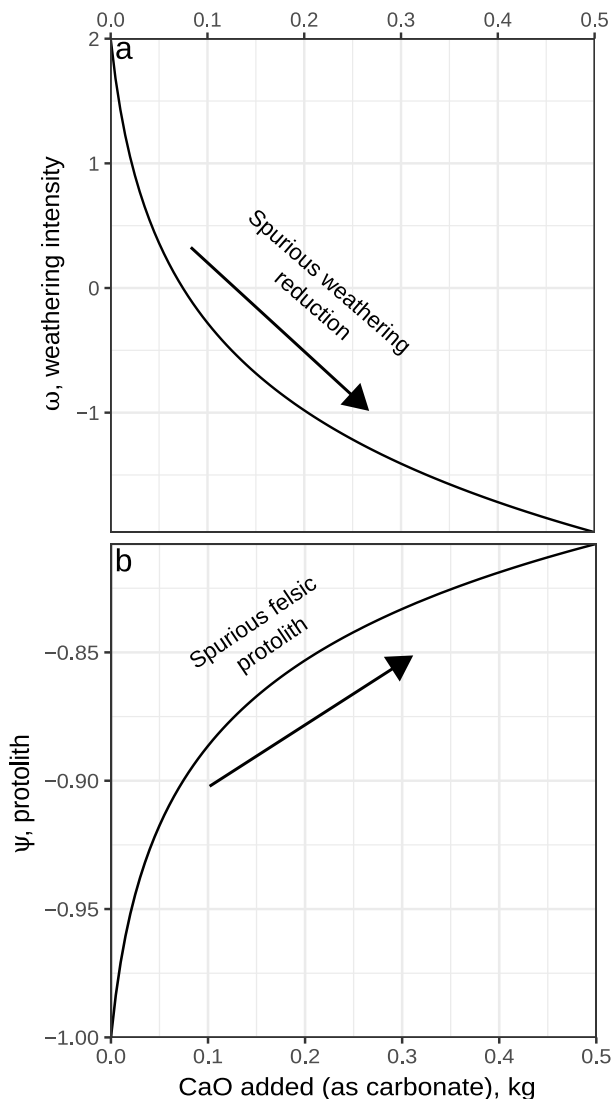 0.0 0.1 0.2 0.3 0.4 0.5
a
2
1
0
−1
ω, weathering intensity
Spurious weathering
reduction
b
−0.85
−0.90
−0.95
−1.00
ψ, protolith
Spurious felsic
protolith
0.0 0.1 0.2 0.3 0.4 0.5
CaO added (as carbonate), kg